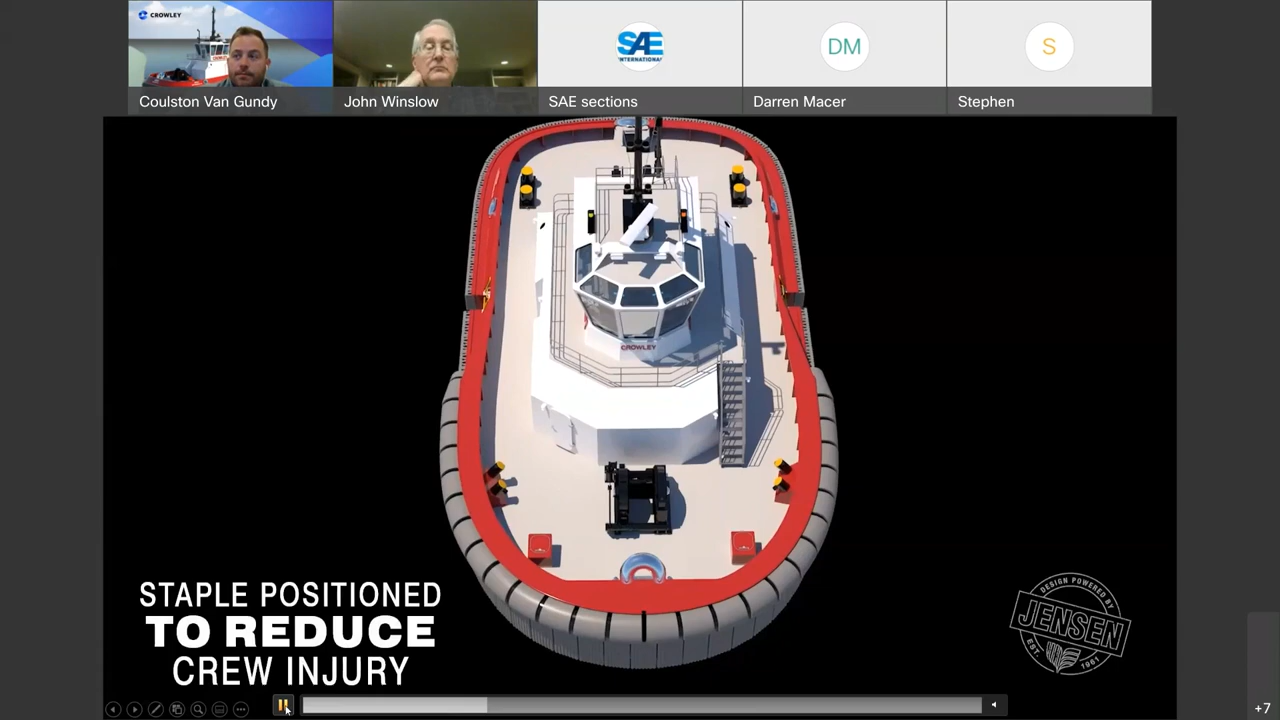 CROWLEY
Coulston Van Gundy
John Winslow
SAE
INTERNATIONAL
SAE sections
DM
Darren Macer
S
Stephen
CROWLEY
STAPLE POSITIONED
TO REDUCE
CREW INJURY
DESIGN POWERED BY
JENSEN
EST. 1961
+7